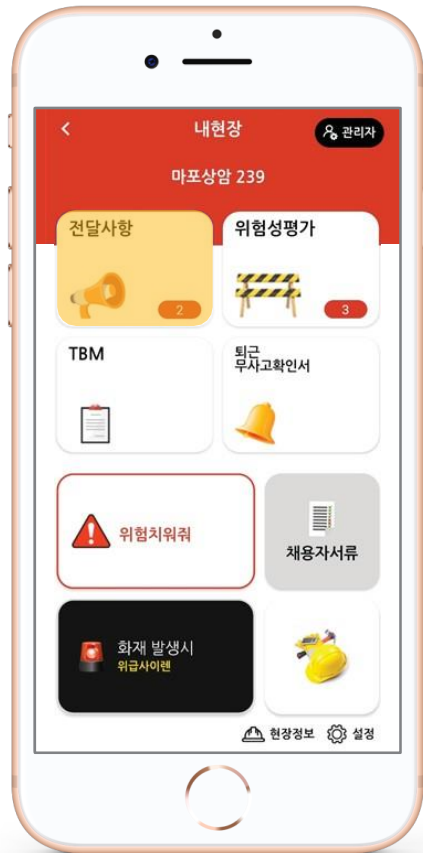 내현장
관리자
마포상암 239
전달사항
2
위험성평가
3
TBM
퇴근
무사고확인서
위험치워줘
채용자서류
화재 발생시
위급사이렌
현장정보
설정